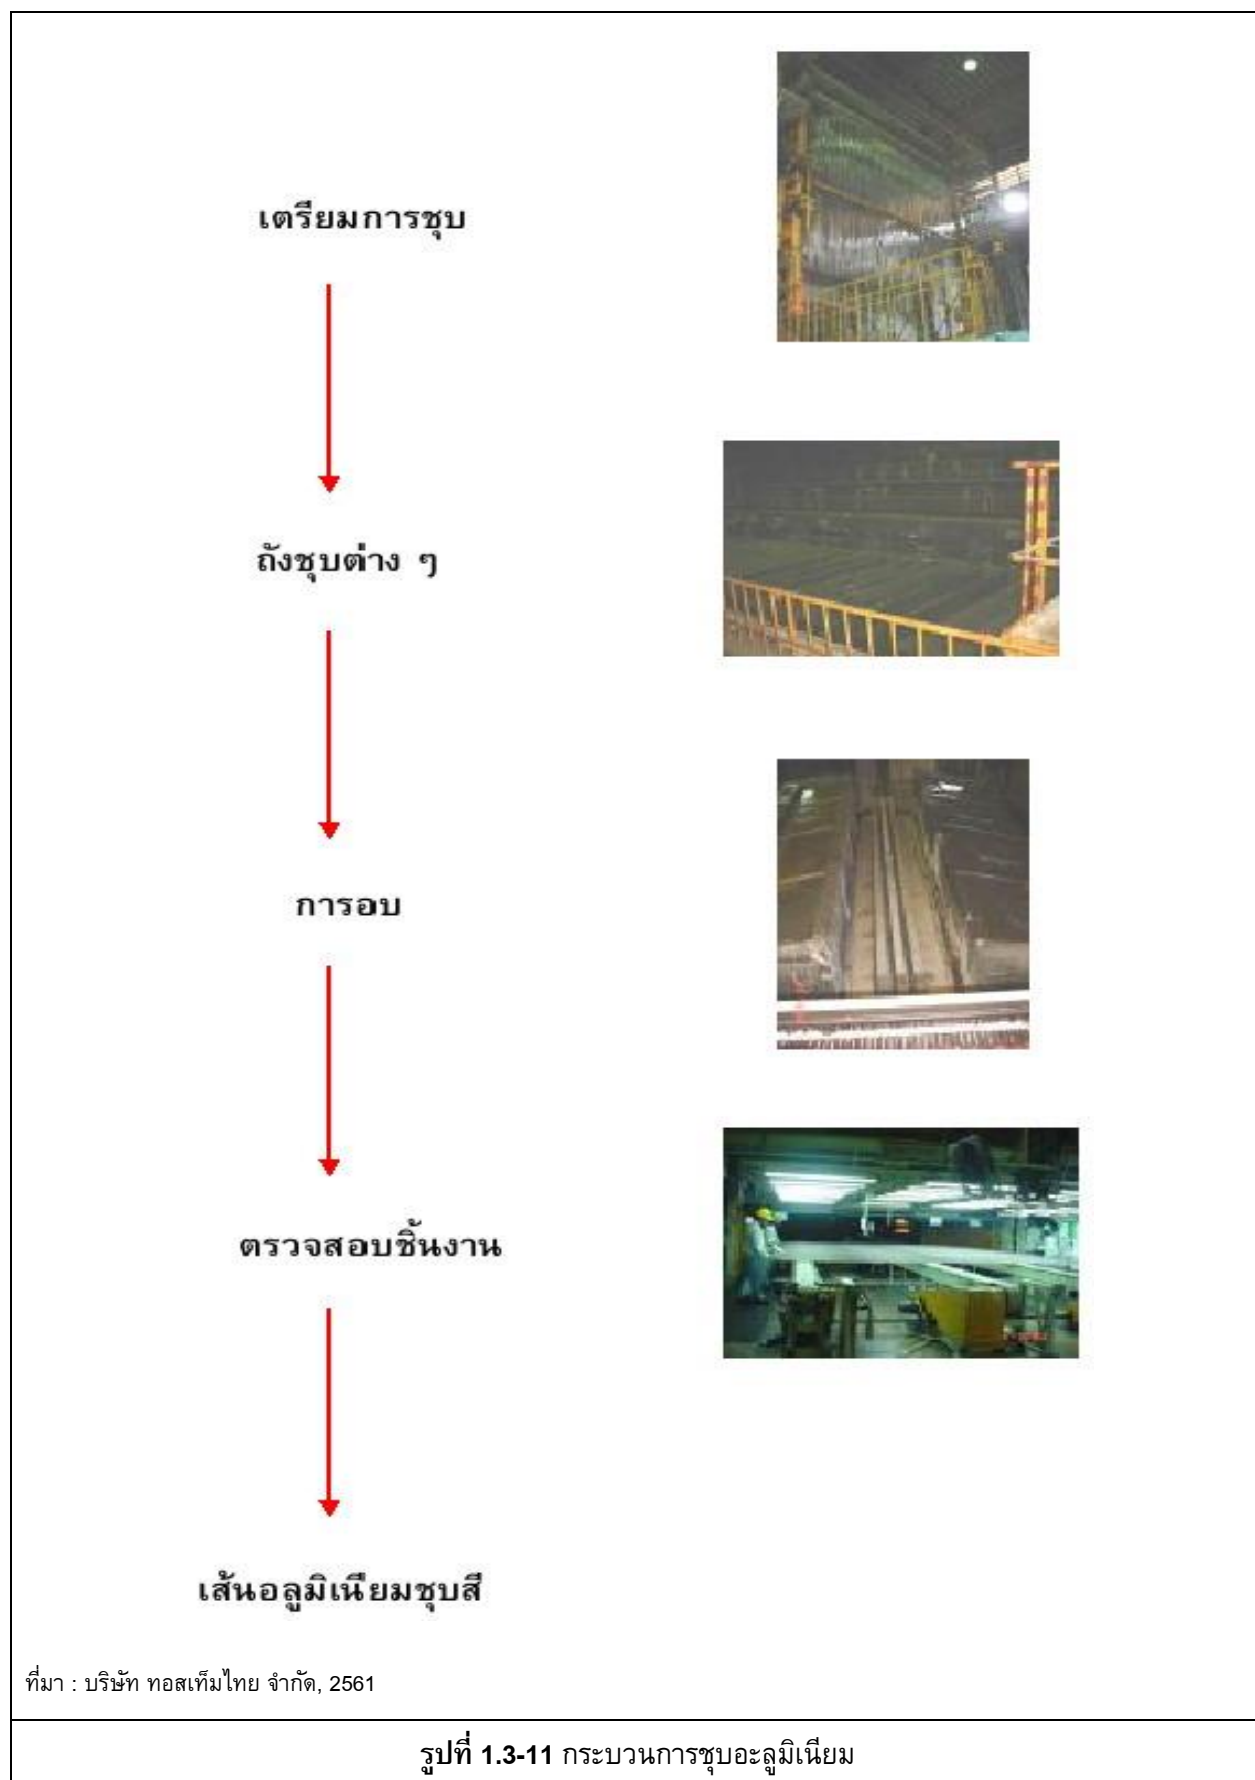 เตรียมการชุบ
ถังชุบต่าง ๆ
การอบ
ตรวจสอบชิ้นงาน
เส้นอลูมิเนียมชุบสี
ที่มา : บริษัท ทอสเท็มไทย จำกัด, 2561
รูปที่ 1.3-11 กระบวนการชุบอะลูมิเนียม